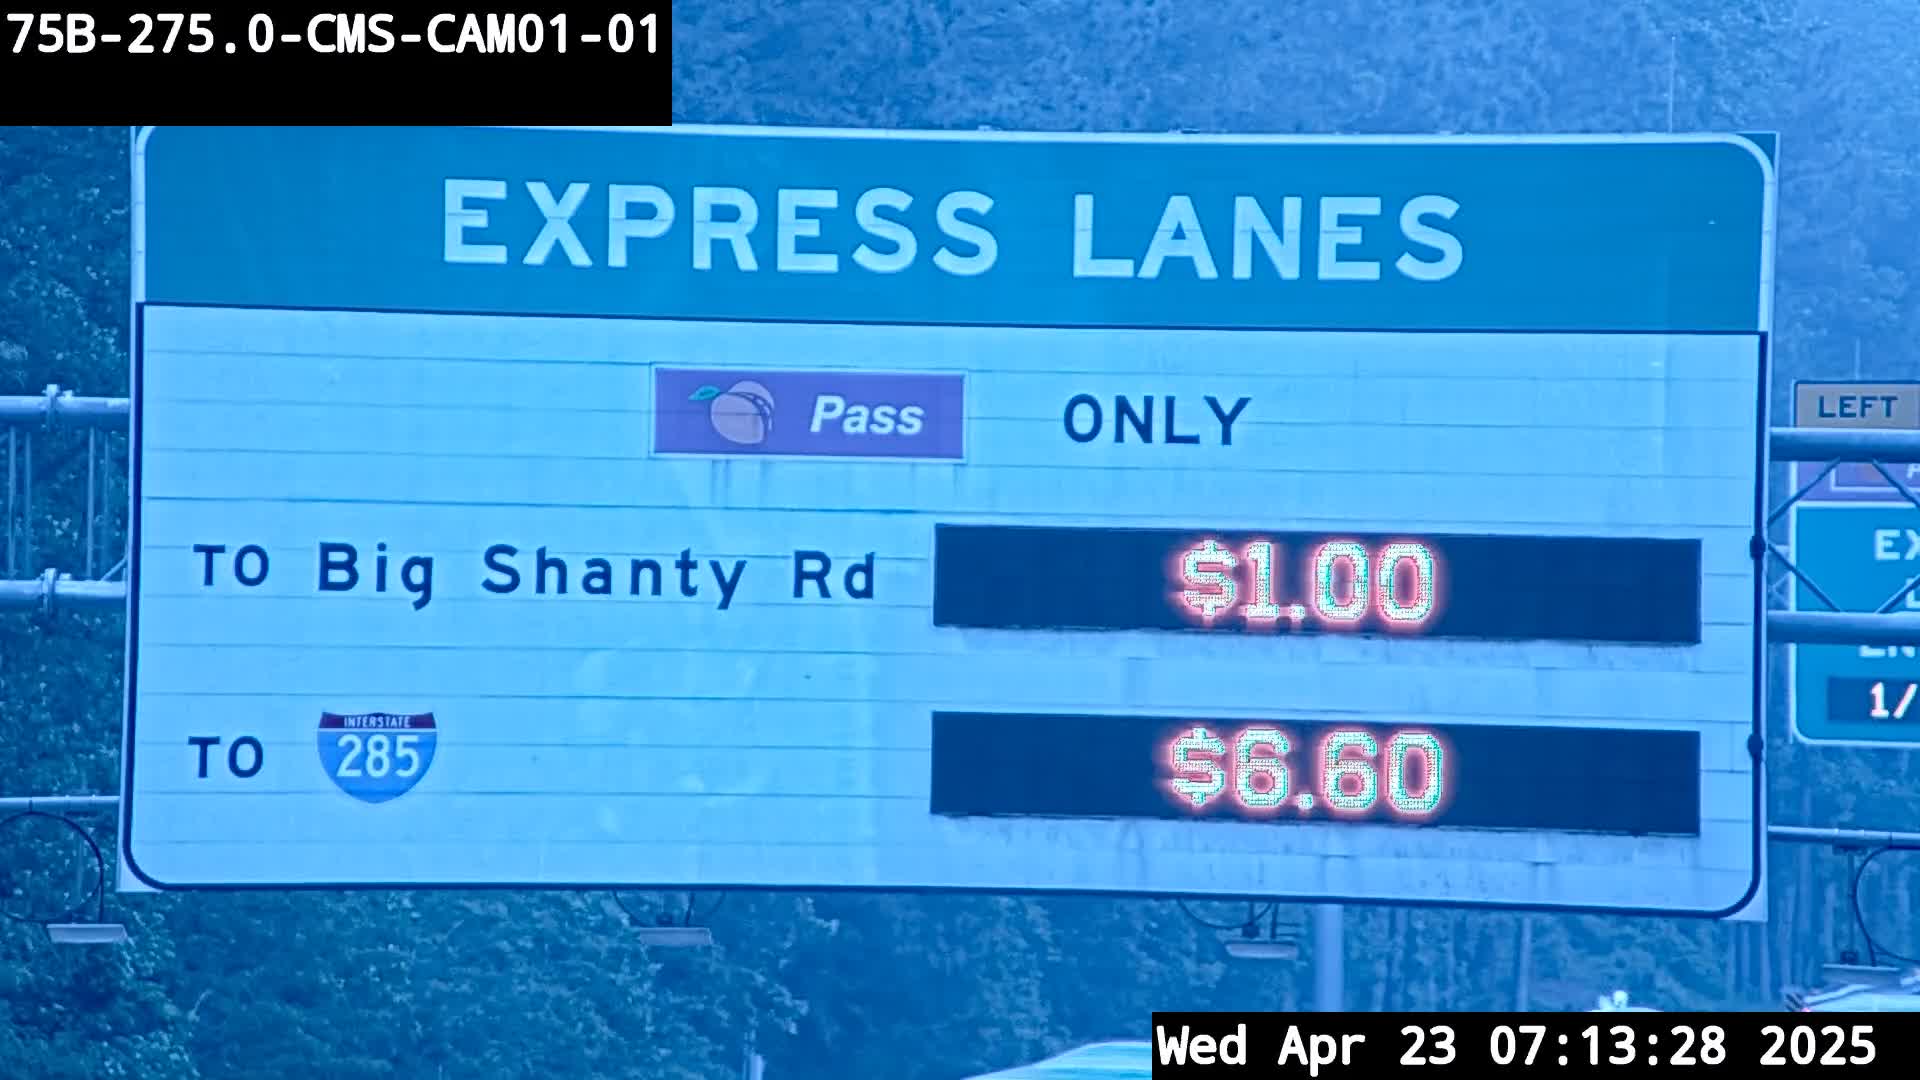 75B-275.0-CMS-CAM01-01
EXPRESS LANES
Pass ONLY
TO Big Shanty Rd $1.00
TO INTERSTATE 285 $6.60
LEFT
1/
Wed Apr 23 07:13:28 2025